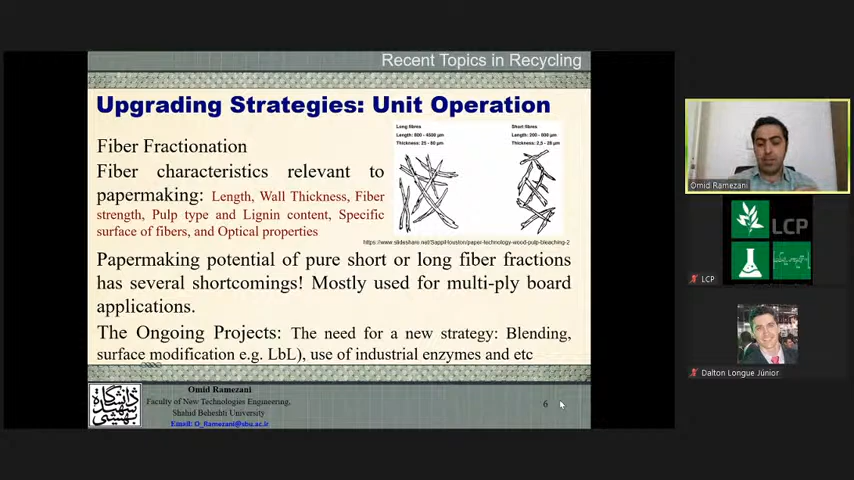 Recent Topics in Recycling
Upgrading Strategies: Unit Operation
Fiber Fractionation
Fiber characteristics relevant to
papermaking: Length, Wall Thickness, Fiber
strength, Pulp type and Lignin content, Specific
surface of fibers, and Optical properties
Long fibres
Length: 800 - 4500 µm
Thickness: 25 - 80 µm
Short fibres
Length: 200 - 600 µm
Thickness: 2,5 - 28 µm
https://www.slideshare.net/SappiHouston/paper-technology-wood-pulp-bleaching-2
Papermaking potential of pure short or long fiber fractions
has several shortcomings! Mostly used for multi-ply board
applications.
The Ongoing Projects: The need for a new strategy: Blending,
surface modification e.g. LbL), use of industrial enzymes and etc
دانشگاه
شهید
بهشتی
Omid Ramezani
Faculty of New Technologies Engineering,
Shahid Beheshti University
Email: O_Ramezani@sbu.ac.ir
6
Omid Ramezani
LCP
LCP
Dalton Longue Júnior